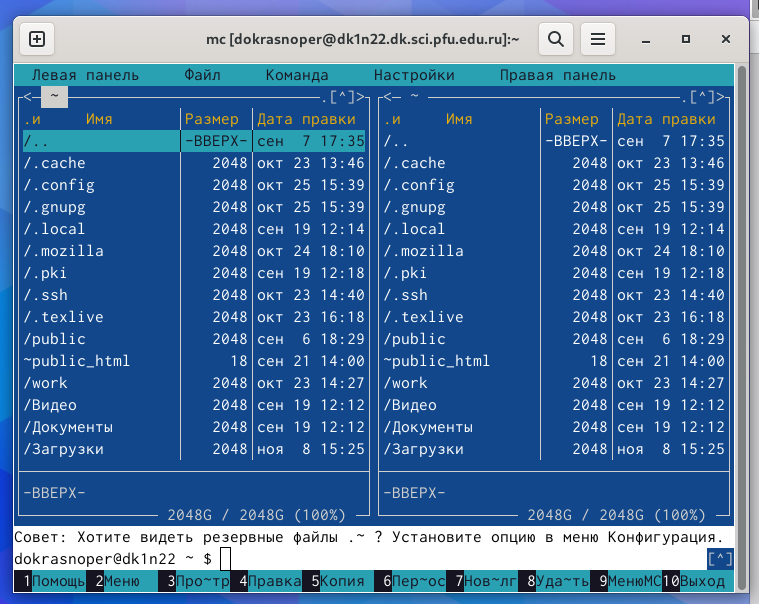 mc [dokrasnoper@dk1n22.dk.sci.pfu.edu.ru]:~
Левая панель Файл Команда Настройки Правая панель
<─ ~ .[^]> <─ ~ .[^]>
.и Имя Размер Дата правки .и Имя Размер Дата правки
/.. -ВВЕРХ- сен 7 17:35 /.. -ВВЕРХ- сен 7 17:35
/.cache 2048 окт 23 13:46 /.cache 2048 окт 23 13:46
/.config 2048 окт 25 15:39 /.config 2048 окт 25 15:39
/.gnupg 2048 окт 25 15:39 /.gnupg 2048 окт 25 15:39
/.local 2048 сен 19 12:14 /.local 2048 сен 19 12:14
/.mozilla 2048 окт 24 18:10 /.mozilla 2048 окт 24 18:10
/.pki 2048 сен 19 12:18 /.pki 2048 сен 19 12:18
/.ssh 2048 окт 23 14:40 /.ssh 2048 окт 23 14:40
/.texlive 2048 окт 23 16:18 /.texlive 2048 окт 23 16:18
/public 2048 сен 6 18:29 /public 2048 сен 6 18:29
~public_html 18 сен 21 14:00 ~public_html 18 сен 21 14:00
/work 2048 окт 23 14:27 /work 2048 окт 23 14:27
/Видео 2048 сен 19 12:12 /Видео 2048 сен 19 12:12
/Документы 2048 сен 19 12:12 /Документы 2048 сен 19 12:12
/Загрузки 2048 ноя 8 15:25 /Загрузки 2048 ноя 8 15:25
-ВВЕРХ- -ВВЕРХ-
2048G / 2048G (100%) 2048G / 2048G (100%)
Совет: Хотите видеть резервные файлы .~ ? Установите опцию в меню Конфигурация.
dokrasnoper@dk1n22 ~ $ [^]
1Помощь 2Меню 3Про~тр 4Правка 5Копия 6Пер~ос 7Нов~лг 8Уда~ть 9МенюMC 10Выход